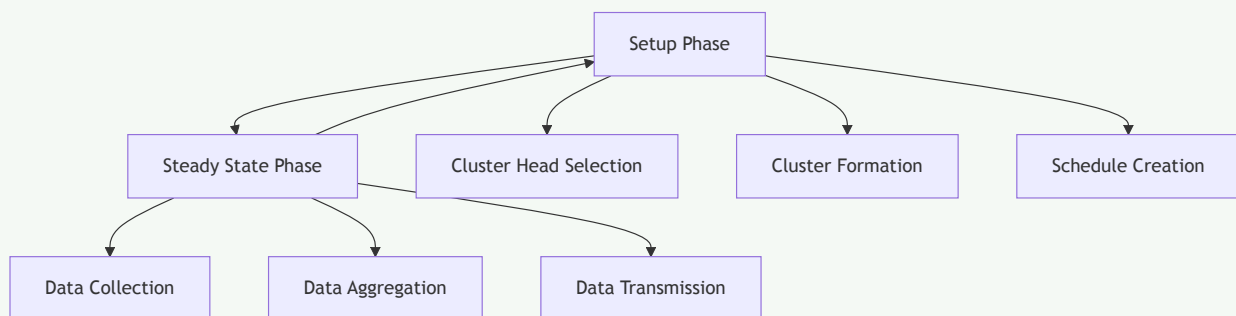 Setup Phase
Steady State Phase
Cluster Head Selection
Cluster Formation
Schedule Creation
Data Collection
Data Aggregation
Data Transmission